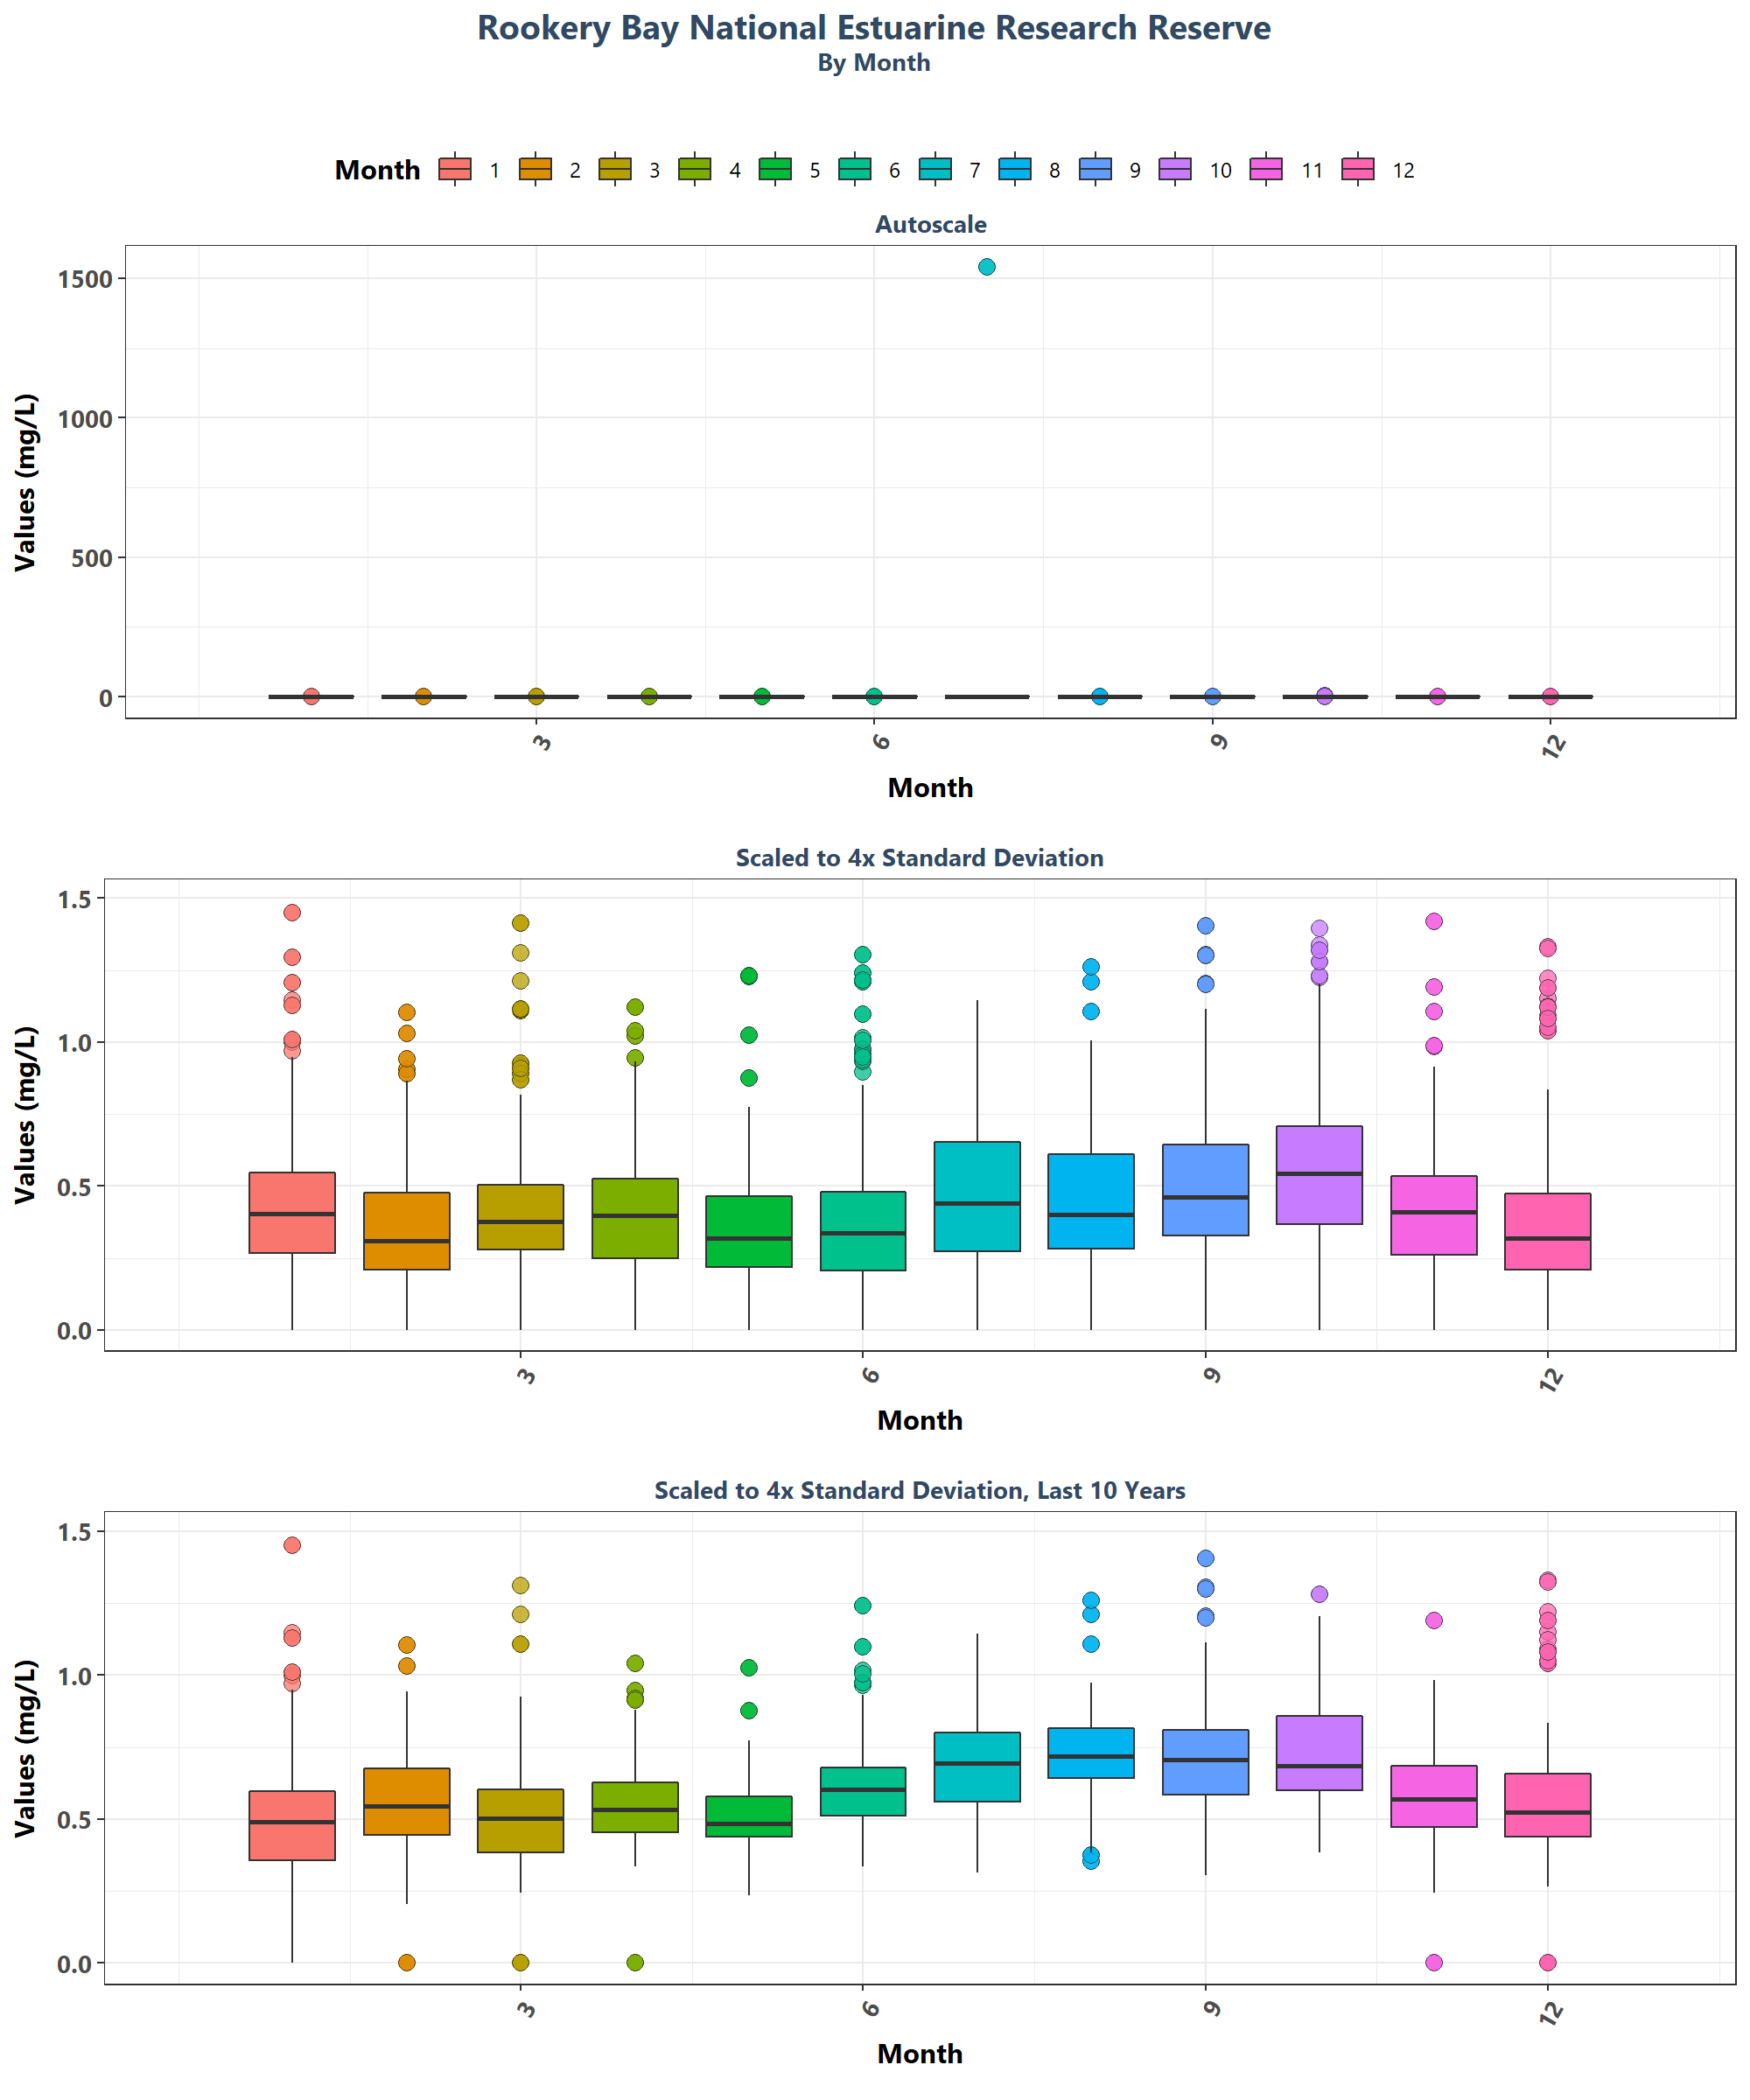 Rookery Bay National Estuarine Research Reserve
By Month
Month 1 2 3 4 5 6 7 8 9 10 11 12
Autoscale
Values (mg/L)
1500
1000
500
0
3 6 9 12
Month
Scaled to 4x Standard Deviation
Values (mg/L)
1.5
1.0
0.5
0.0
3 6 9 12
Month
Scaled to 4x Standard Deviation, Last 10 Years
Values (mg/L)
1.5
1.0
0.5
0.0
3 6 9 12
Month